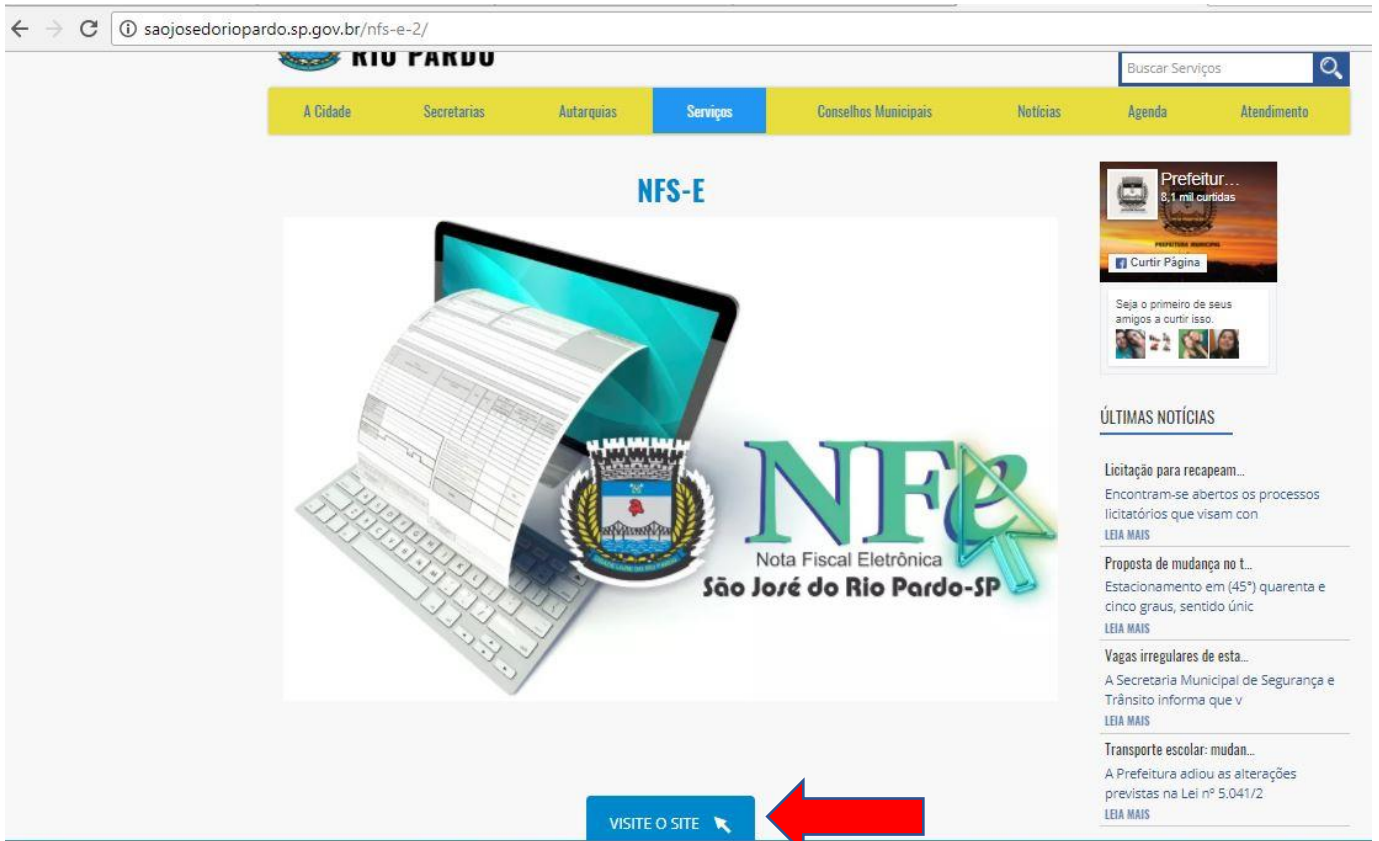 saojosedoriopardo.sp.gov.br/nfs-e-2/
RIO PARDO
Buscar Serviços
A Cidade Secretarias Autarquias Serviços Conselhos Municipais Notícias Agenda Atendimento
NFS-E
Prefeitur...
8,1 mil curtidas
PREFEITURA MUNICIPAL
Curtir Página
Seja o primeiro de seus
amigos a curtir isso.
NFe
Nota Fiscal Eletrônica
São José do Rio Pardo-SP
ÚLTIMAS NOTÍCIAS
Licitação para recapeam...
Encontram-se abertos os processos
licitatórios que visam con
LEIA MAIS
Proposta de mudança no t...
Estacionamento em (45°) quarenta e
cinco graus, sentido únic
LEIA MAIS
Vagas irregulares de esta...
A Secretaria Municipal de Segurança e
Trânsito informa que v
LEIA MAIS
Transporte escolar: mudan...
A Prefeitura adiou as alterações
previstas na Lei nº 5.041/2
LEIA MAIS
VISITE O SITE